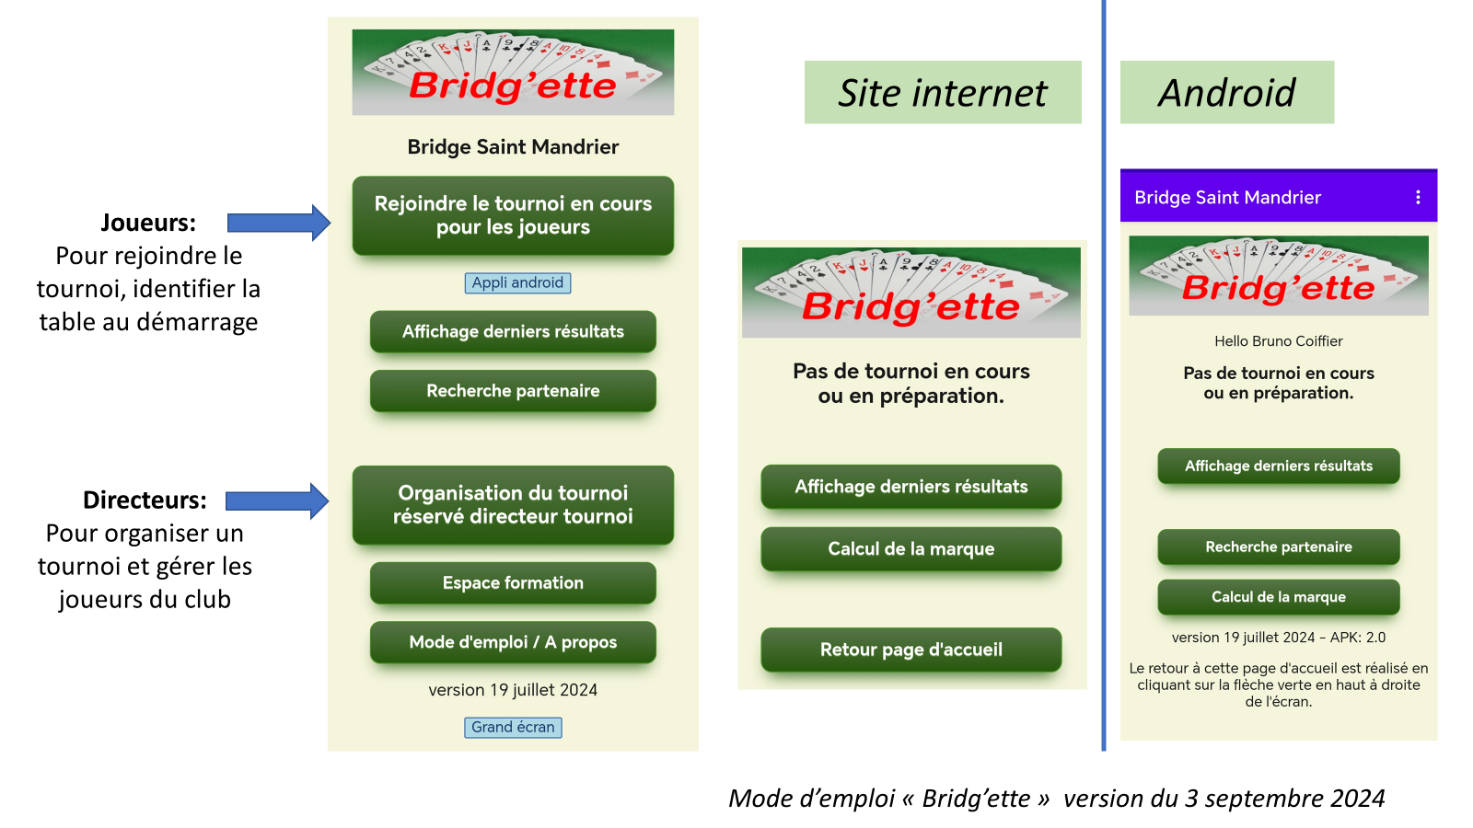 Joueurs:
Pour rejoindre le
tournoi, identifier la
table au démarrage
Directeurs:
Pour organiser un
tournoi et gérer les
joueurs du club
Bridg'ette
Bridge Saint Mandrier
Rejoindre le tournoi en cours
pour les joueurs
Appli android
Affichage derniers résultats
Recherche partenaire
Organisation du tournoi
réservé directeur tournoi
Espace formation
Mode d'emploi / A propos
version 19 juillet 2024
Grand écran
Site internet
Bridg'ette
Pas de tournoi en cours
ou en préparation.
Affichage derniers résultats
Calcul de la marque
Retour page d'accueil
Android
Bridge Saint Mandrier
Bridg'ette
Hello Bruno Coiffier
Pas de tournoi en cours
ou en préparation.
Affichage derniers résultats
Recherche partenaire
Calcul de la marque
version 19 juillet 2024 - APK: 2.0
Le retour à cette page d'accueil est réalisé en
cliquant sur la flèche verte en haut à droite
de l'écran.
Mode d'emploi « Bridg'ette » version du 3 septembre 2024